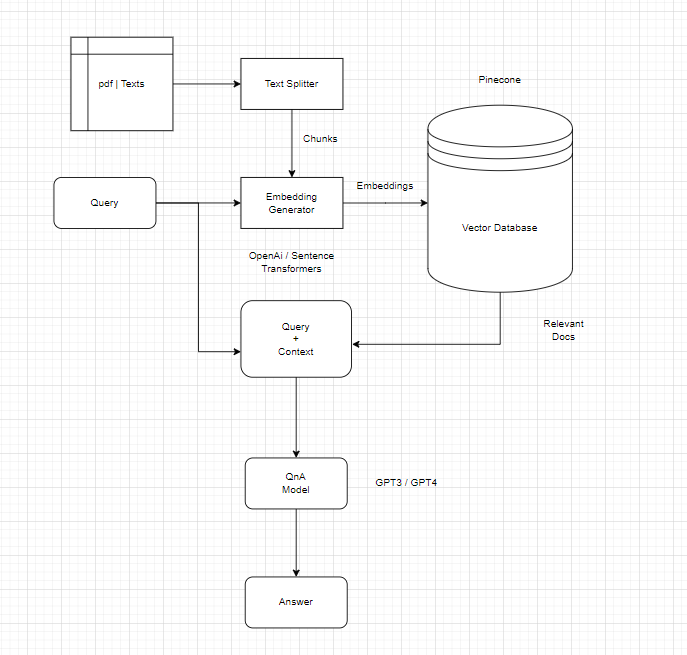 pdf | Texts
Text Splitter
Pinecone
Chunks
Query
Embedding
Generator
Embeddings
Vector Database
OpenAi / Sentence
Transformers
Query
+
Context
Relevant
Docs
QnA
Model
GPT3 / GPT4
Answer